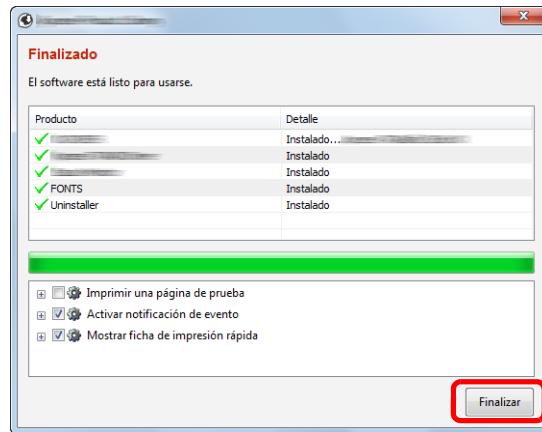 Finalizado
El software está listo para usarse.
Producto Detalle
Instalado...
Instalado
Instalado
FONTS Instalado
Uninstaller Instalado
Imprimir una página de prueba
Activar notificación de evento
Mostrar ficha de impresión rápida
Finalizar